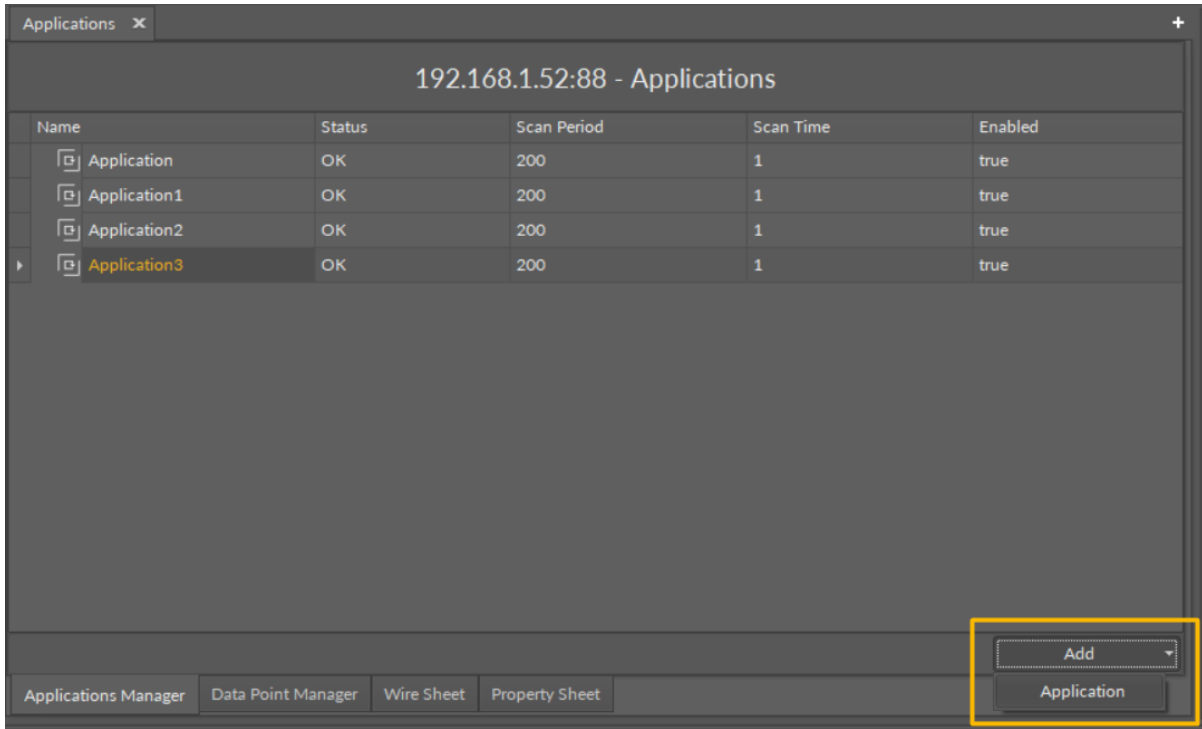 Applications ×
+
192.168.1.52:88 - Applications
Name Status Scan Period Scan Time Enabled
Application OK 200 1 true
Application1 OK 200 1 true
Application2 OK 200 1 true
Application3 OK 200 1 true
Add
Applications Manager Data Point Manager Wire Sheet Property Sheet Application